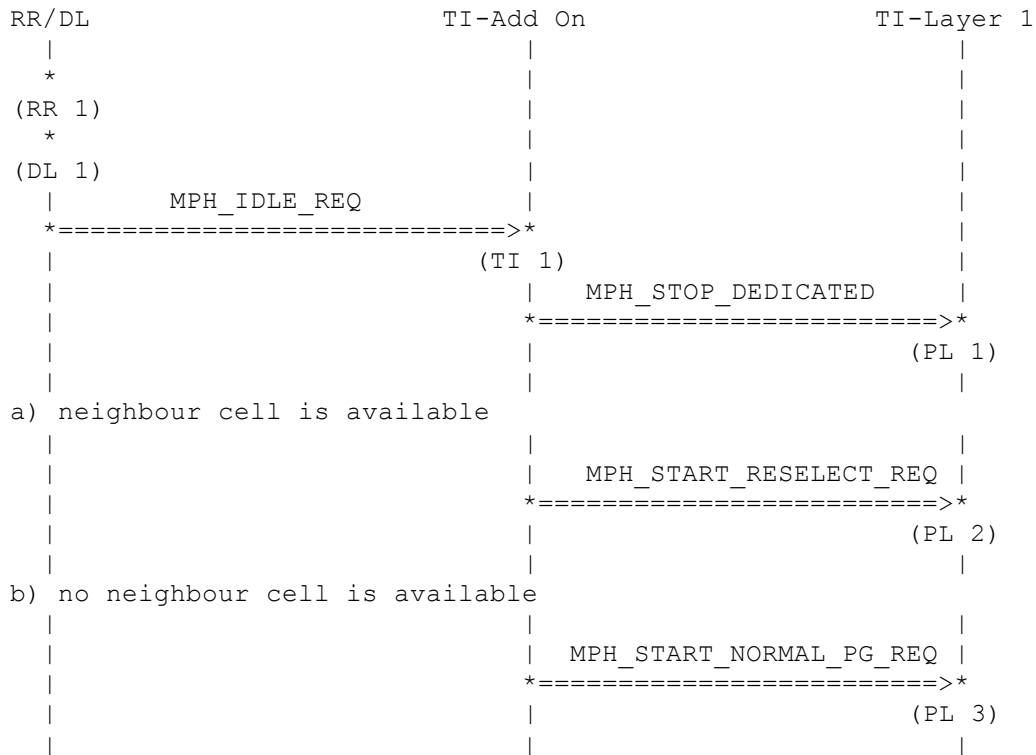 RR/DL                      TI-Add On                  TI-Layer 1
  |                             |                          |
  *                             |                          |
(RR 1)                          |                          |
  *                             |                          |
(DL 1)                          |                          |
  |       MPH_IDLE_REQ          |                          |
  *============================>*                          |
  |                          (TI 1)                        |
  |                             |   MPH_STOP_DEDICATED     |
  |                             *=========================>*
  |                             |                       (PL 1)
  |                             |                          |
a) neighbour cell is available
  |                             |                          |
  |                             |   MPH_START_RESELECT_REQ |
  |                             *=========================>*
  |                             |                       (PL 2)
  |                             |                          |
b) no neighbour cell is available
  |                             |                          |
  |                             |  MPH_START_NORMAL_PG_REQ |
  |                             *=========================>*
  |                             |                       (PL 3)
  |                             |                          |